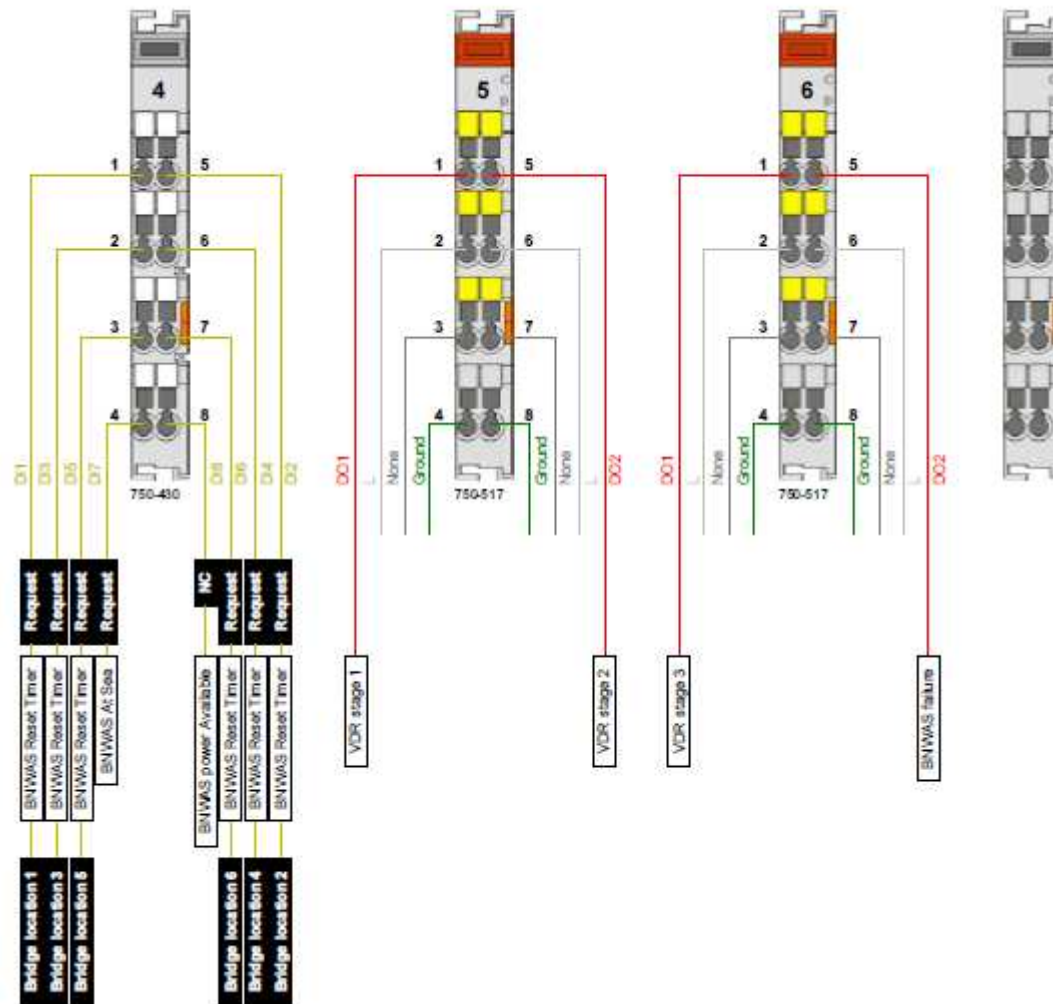 4
1
5
2
6
3
7
4
8
DI1
DI3
DI5
DI7
DI8
DI6
DI4
DI2
750-430
Request
Request
Request
Request
NC
Request
Request
Request
BNWAS Reset Timer
BNWAS Reset Timer
BNWAS Reset Timer
BNWAS At Sea
BNWAS power Available
BNWAS Reset Timer
BNWAS Reset Timer
BNWAS Reset Timer
Bridge location 1
Bridge location 3
Bridge location 5
Bridge location 6
Bridge location 4
Bridge location 2
5
1
5
2
6
3
7
4
8
DO1
L
None
Ground
Ground
None
L
DO2
750-517
VDR stage 1
VDR stage 2
6
1
5
2
6
3
7
4
8
DO1
L
None
Ground
Ground
None
L
DO2
750-517
VDR stage 3
BNWAS failure